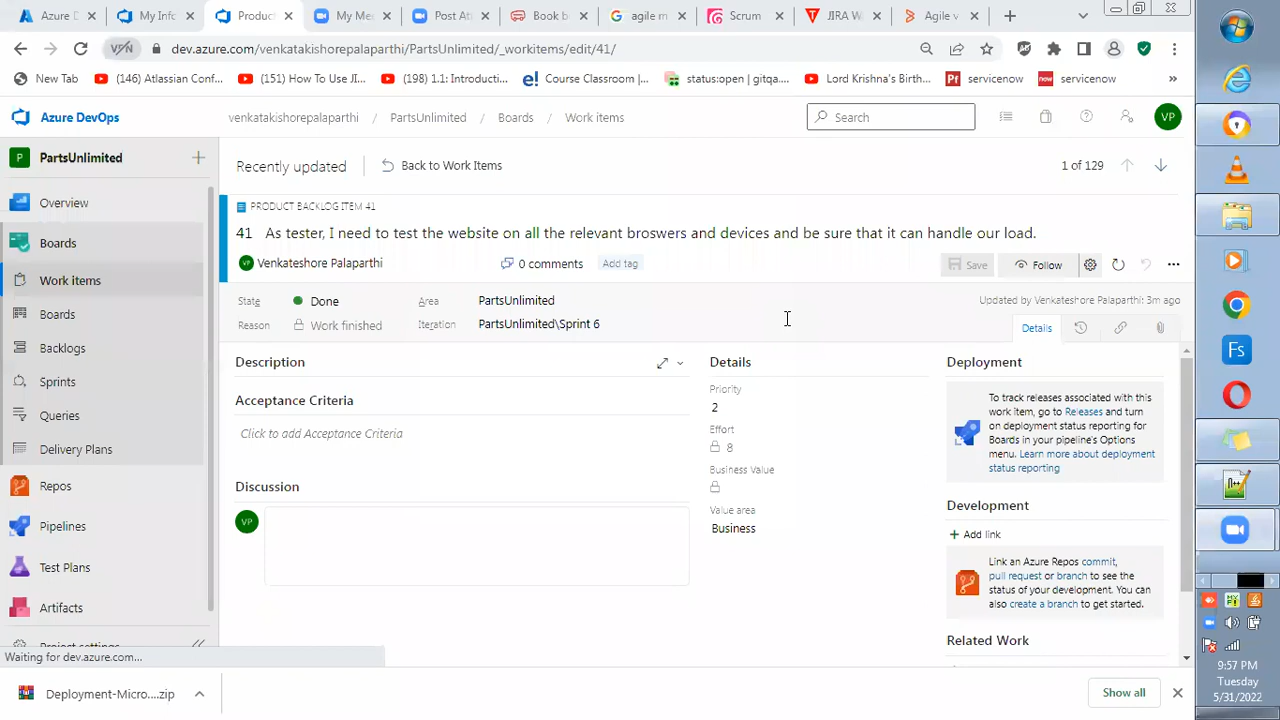 Azure D
My Info
Product
My Mee
Post Att
Book b
agile m
Scrum
JIRA W
Agile v
VPN
dev.azure.com/venkatakishorepalaparthi/PartsUnlimited/_workitems/edit/41/
New Tab
(146) Atlassian Conf...
(151) How To Use JI...
(198) 1.1: Introducti...
Course Classroom |...
status:open | gitqa...
Lord Krishna's Birth...
servicenow
servicenow
»
Azure DevOps
venkatakishorepalaparthi
/
PartsUnlimited
/
Boards
/
Work items
Search
VP
P
PartsUnlimited
Overview
Boards
Work items
Boards
Backlogs
Sprints
Queries
Delivery Plans
Repos
Pipelines
Test Plans
Artifacts
Project settings
Recently updated
Back to Work Items
1 of 129
PRODUCT BACKLOG ITEM 41
41 As tester, I need to test the website on all the relevant broswers and devices and be sure that it can handle our load.
VP Venkateshore Palaparthi
0 comments
Add tag
Save
Follow
State
Done
Area
PartsUnlimited
Updated by Venkateshore Palaparthi: 3m ago
Reason
Work finished
Iteration
PartsUnlimited\Sprint 6
Details
Description
Acceptance Criteria
Click to add Acceptance Criteria
Discussion
VP
Details
Priority
2
Effort
8
Business Value
Value area
Business
Deployment
To track releases associated with this
work item, go to Releases and turn
on deployment status reporting for
Boards in your pipeline's Options
menu. Learn more about deployment
status reporting
Development
+ Add link
Link an Azure Repos commit,
pull request or branch to see the
status of your development. You can
also create a branch to get started.
Related Work
Waiting for dev.azure.com...
Deployment-Micro....zip
Show all
Fs
9:57 PM
Tuesday
5/31/2022